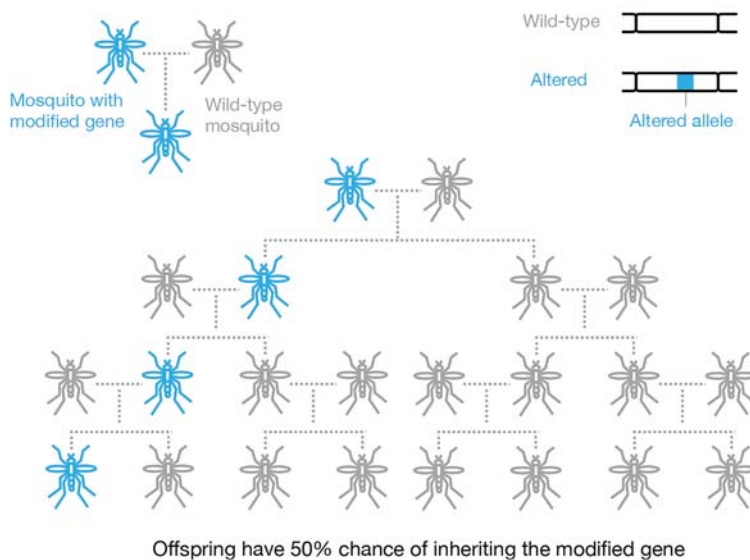 Wild-type
Altered
Altered allele
Mosquito with
modified gene
Wild-type
mosquito
Offspring have 50% chance of inheriting the modified gene